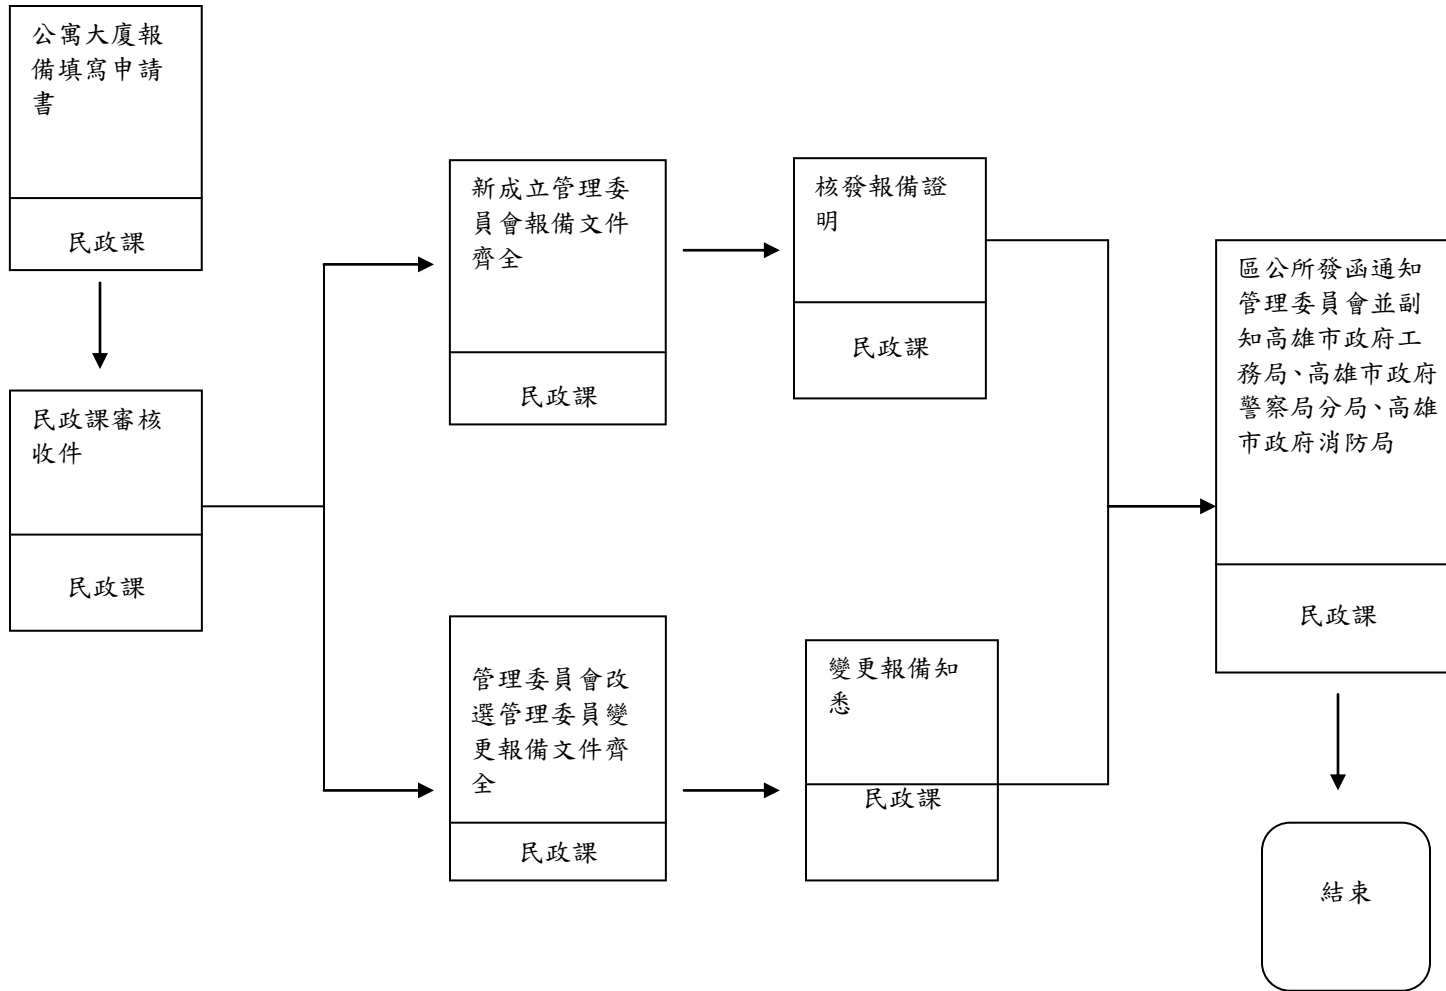 公寓大廈報
備填寫申請
書
民政課
民政課審核
收件
民政課
新成立管理委
員會報備文件
齊全
民政課
核發報備證
明
民政課
管理委員會改
選管理委員變
更報備文件齊
全
民政課
變更報備知
悉
民政課
區公所發函通知
管理委員會並副
知高雄市政府工
務局、高雄市政府
警察局分局、高雄
市政府消防局
民政課
結束